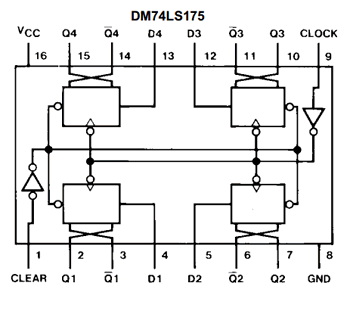 DM74LS175
VCC Q4 Q̅4 D4 D3 Q̅3 Q3 CLOCK
16 15 14 13 12 11 10 9
1 2 3 4 5 6 7 8
CLEAR Q1 Q̅1 D1 D2 Q̅2 Q2 GND